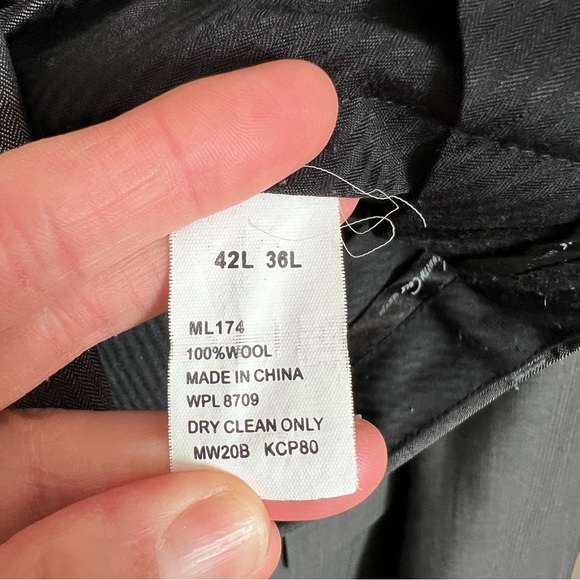 42L 36L
ML174
100%WOOL
MADE IN CHINA
WPL 8709
DRY CLEAN ONLY
MW20B KCP80